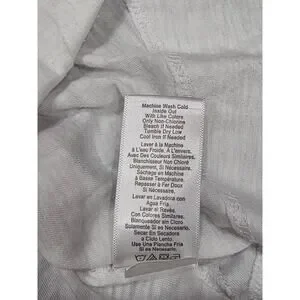 Machine Wash Cold
Inside Out
With Like Colors
Only Non-Chlorine
Bleach If Needed
Tumble Dry Low
Cool Iron If Needed
Laver à la Machine
à L'eau Froide. À L'envers.
Avec Des Couleurs Similaires.
Blanchisseur Non Chloré
Uniquement, Si Nécessaire.
Séchage en Machine
à Basse Température.
Repasser à Fer Doux
Si Nécessaire.
Lavar en Lavadora con
Agua Fria.
Lavar al Revés.
Con Colores Similares.
Blanqueador sin Cloro
Solamente Si es Necesario
Secar en Secadora
a Ciclo Lento.
Use Una Plancha Fria
Si es